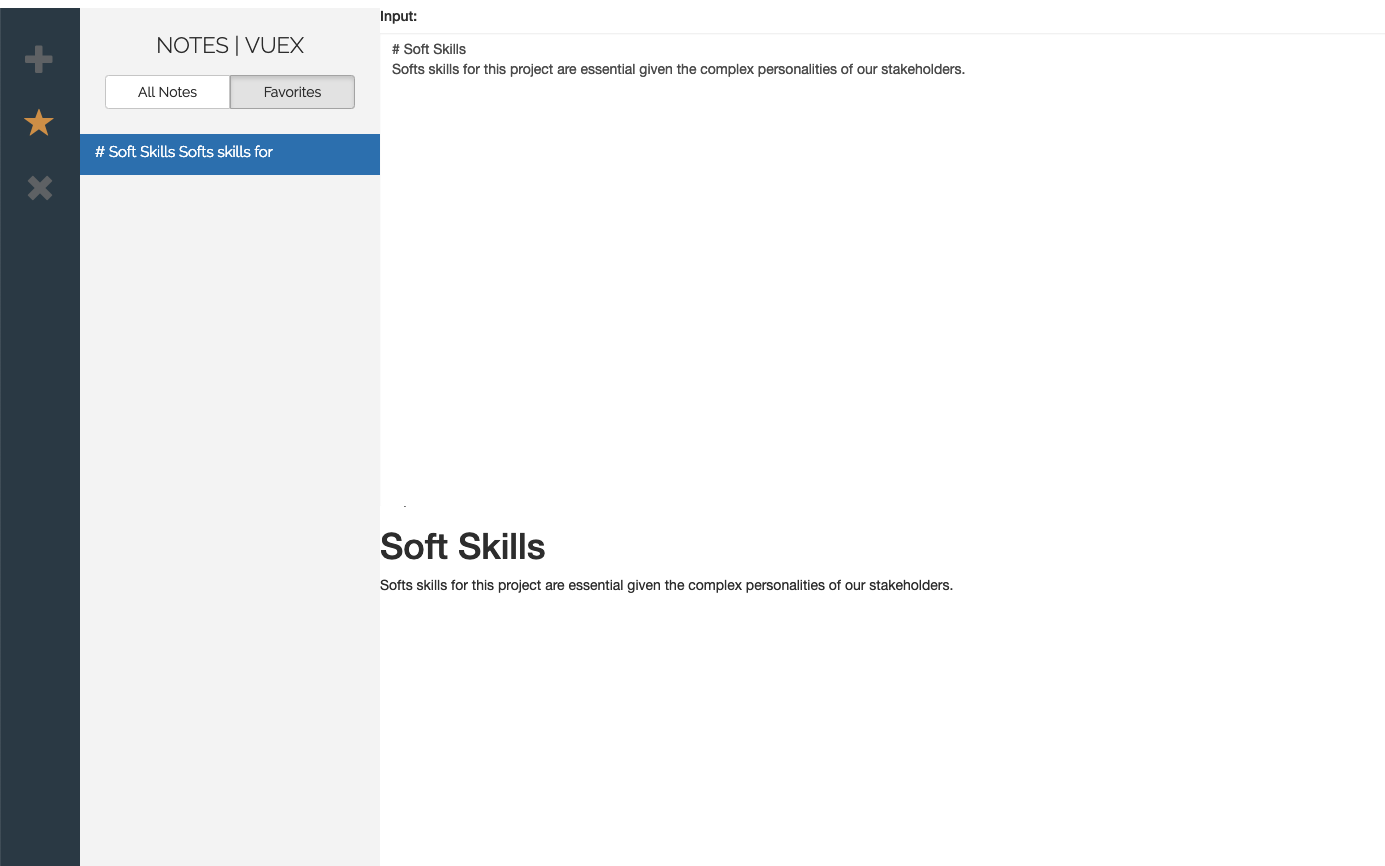 NOTES | VUEX
All Notes
Favorites
# Soft Skills Softs skills for
Input:
# Soft Skills
Softs skills for this project are essential given the complex personalities of our stakeholders.
Soft Skills
Softs skills for this project are essential given the complex personalities of our stakeholders.